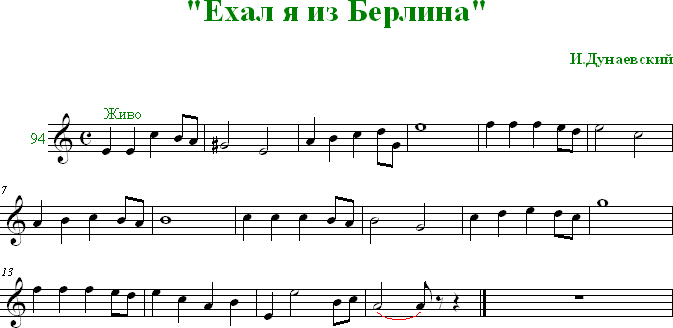 "Ехал я из Берлина"
И.Дунаевский
Живо
94
7
13